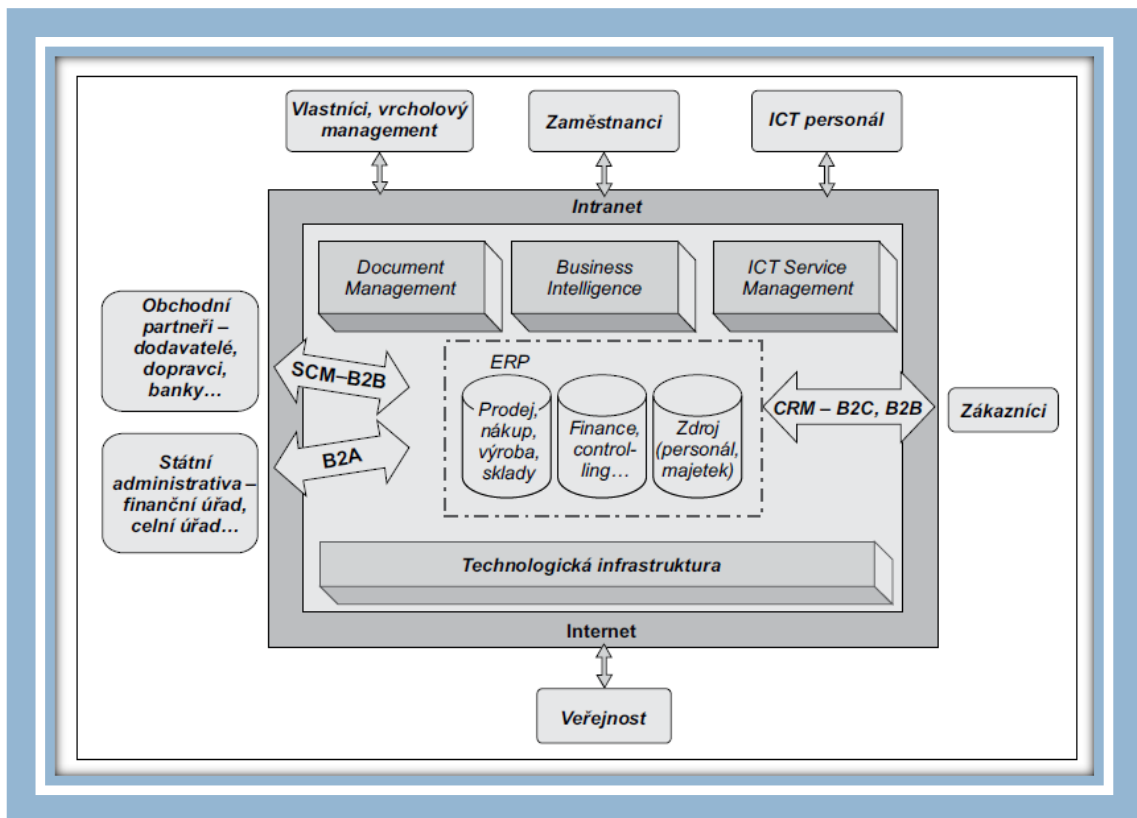 Vlastníci, vrcholový
management
Zaměstnanci
ICT personál
Intranet
Document
Management
Business
Intelligence
ICT Service
Management
Obchodní
partneři –
dodavatelé,
dopravci,
banky…
SCM–B2B
B2A
Státní
administrativa –
finanční úřad,
celní úřad…
ERP
Prodej,
nákup,
výroba,
sklady
Finance,
control-
ling…
Zdroj
(personál,
majetek)
CRM – B2C, B2B
Zákazníci
Technologická infrastruktura
Internet
Veřejnost